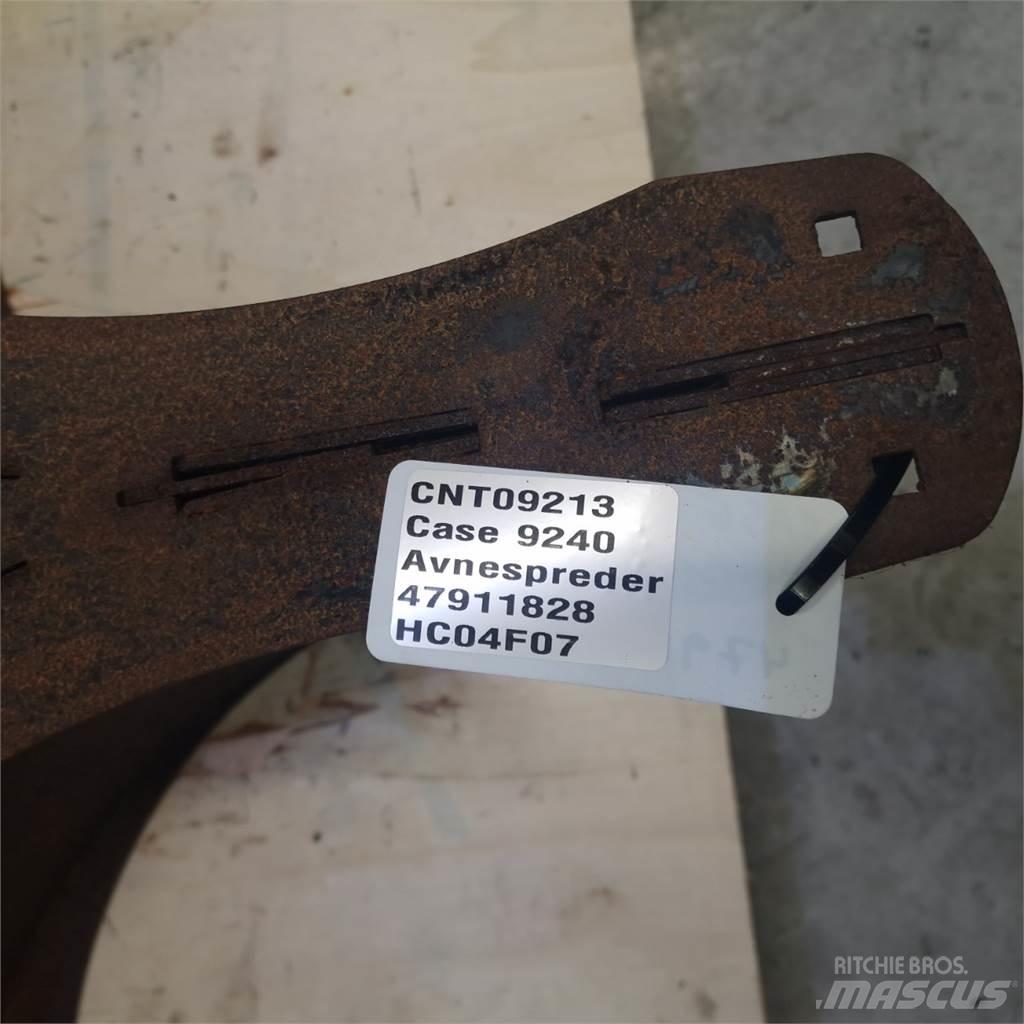 CNT09213
Case 9240
Avnespreder
47911828
HC04F07
RITCHIE BROS.
MASCUS